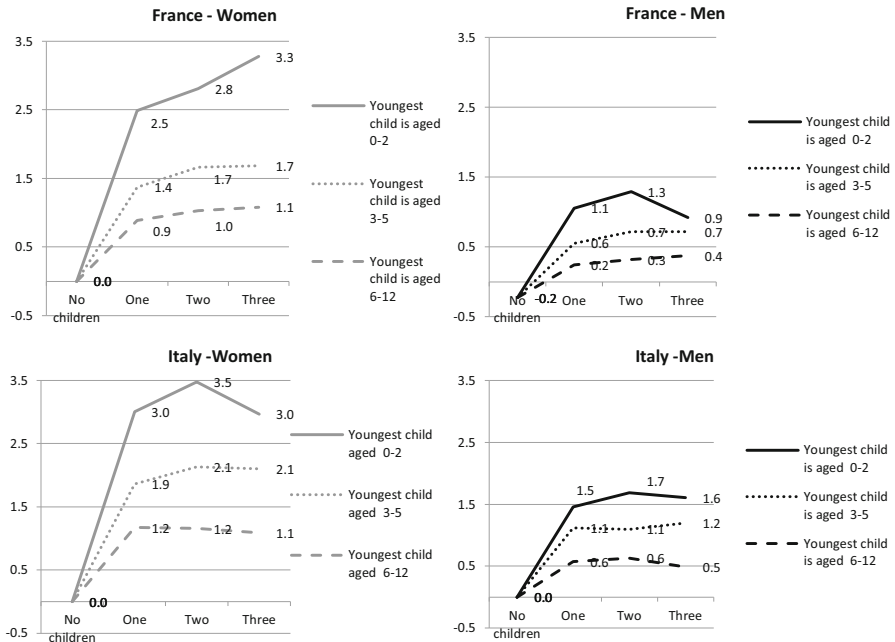 France - Women
3.5
2.5
1.5
0.5
-0.5
3.3
2.8
2.5
1.7
1.7
1.4
1.1
1.0
0.9
0.0
No children
One
Two
Three
Youngest
child is aged
0-2
Youngest
child is aged
3-5
Youngest
child is aged
6-12
France - Men
3.5
2.5
1.5
0.5
-0.5
1.3
1.1
0.9
0.7
0.7
0.6
0.4
0.3
0.2
-0.2
No children
One
Two
Three
Youngest child
is aged 0-2
Youngest child
is aged 3-5
Youngest child
is aged 6-12
Italy -Women
3.5
2.5
1.5
0.5
-0.5
3.5
3.0
3.0
2.1
2.1
1.9
1.2
1.2
1.1
0.0
No
children
One
Two
Three
Youngest child
aged 0-2
Youngest child
aged 3-5
Youngest child
aged 6-12
Italy -Men
3.5
2.5
1.5
0.5
-0.5
1.5
1.7
1.6
1.1
1.1
1.2
0.6
0.6
0.5
0.0
No
children
One
Two
Three
Youngest child
is aged 0-2
Youngest child
is aged 3-5
Youngest child
is aged 6-12